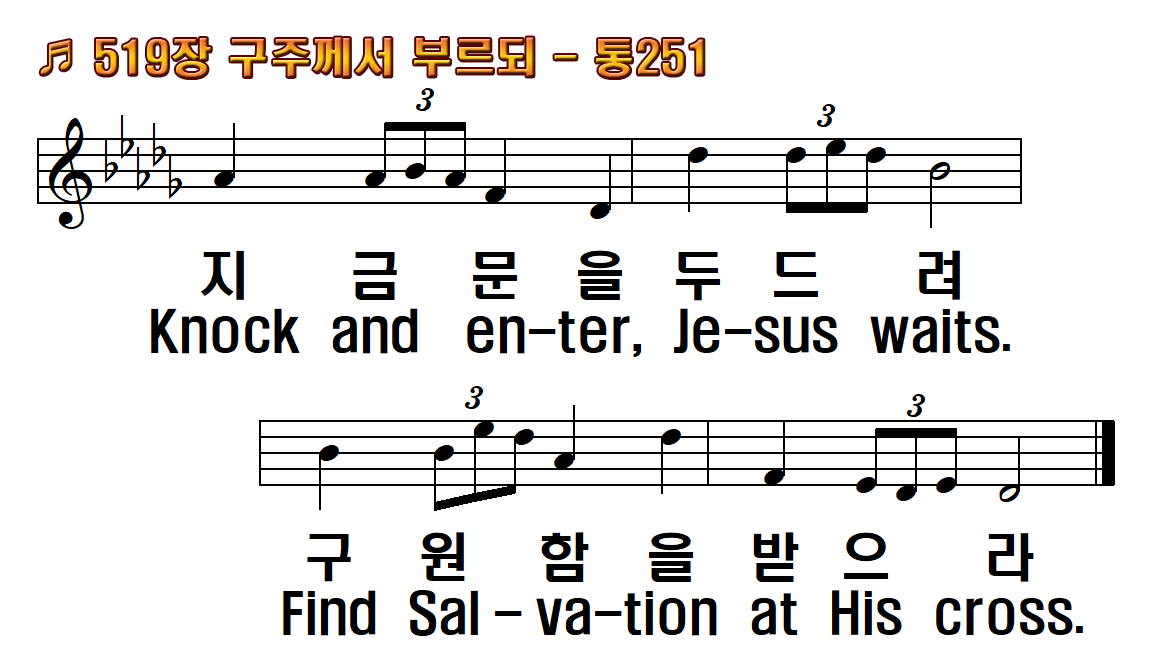 ♬ 519장 구주께서 부르되 - 통251
3 3
지 금 문 을 두 드 려
Knock and en-ter, Je-sus waits.
3 3
구 원 함 을 받 으 라
Find Sal-va-tion at His cross.